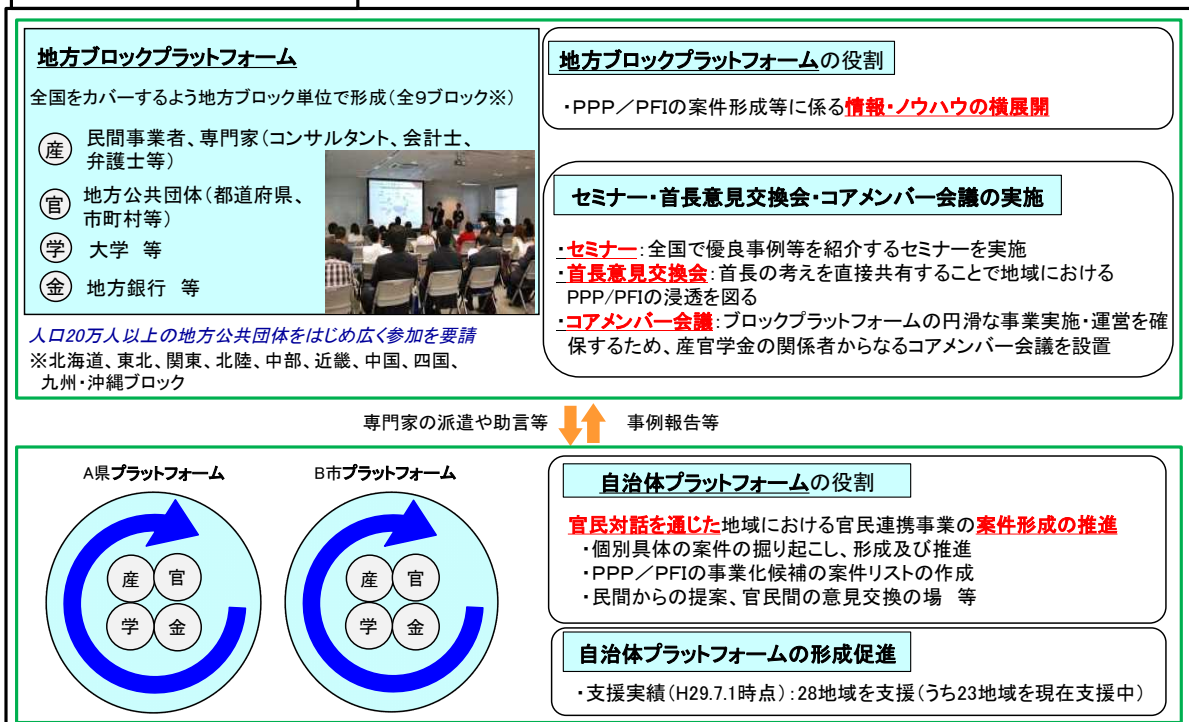 地方ブロックプラットフォーム
全国をカバーするよう地方ブロック単位で形成(全9ブロック※)
産 民間事業者、専門家(コンサルタント、会計士、
弁護士等)
官 地方公共団体(都道府県、
市町村等)
学 大学 等
金 地方銀行 等
人口20万人以上の地方公共団体をはじめ広く参加を要請
※北海道、東北、関東、北陸、中部、近畿、中国、四国、
九州・沖縄ブロック
地方ブロックプラットフォームの役割
・PPP/PFIの案件形成等に係る情報・ノウハウの横展開
セミナー・首長意見交換会・コアメンバー会議の実施
・セミナー:全国で優良事例等を紹介するセミナーを実施
・首長意見交換会:首長の考えを直接共有することで地域における
PPP/PFIの浸透を図る
・コアメンバー会議:ブロックプラットフォームの円滑な事業実施・運営を確
保するため、産官学金の関係者からなるコアメンバー会議を設置
専門家の派遣や助言等 事例報告等
A県プラットフォーム
産 官
学 金
B市プラットフォーム
産 官
学 金
自治体プラットフォームの役割
官民対話を通じた地域における官民連携事業の案件形成の推進
・個別具体の案件の掘り起こし、形成及び推進
・PPP/PFIの事業化候補の案件リストの作成
・民間からの提案、官民間の意見交換の場 等
自治体プラットフォームの形成促進
・支援実績(H29.7.1時点):28地域を支援(うち23地域を現在支援中)